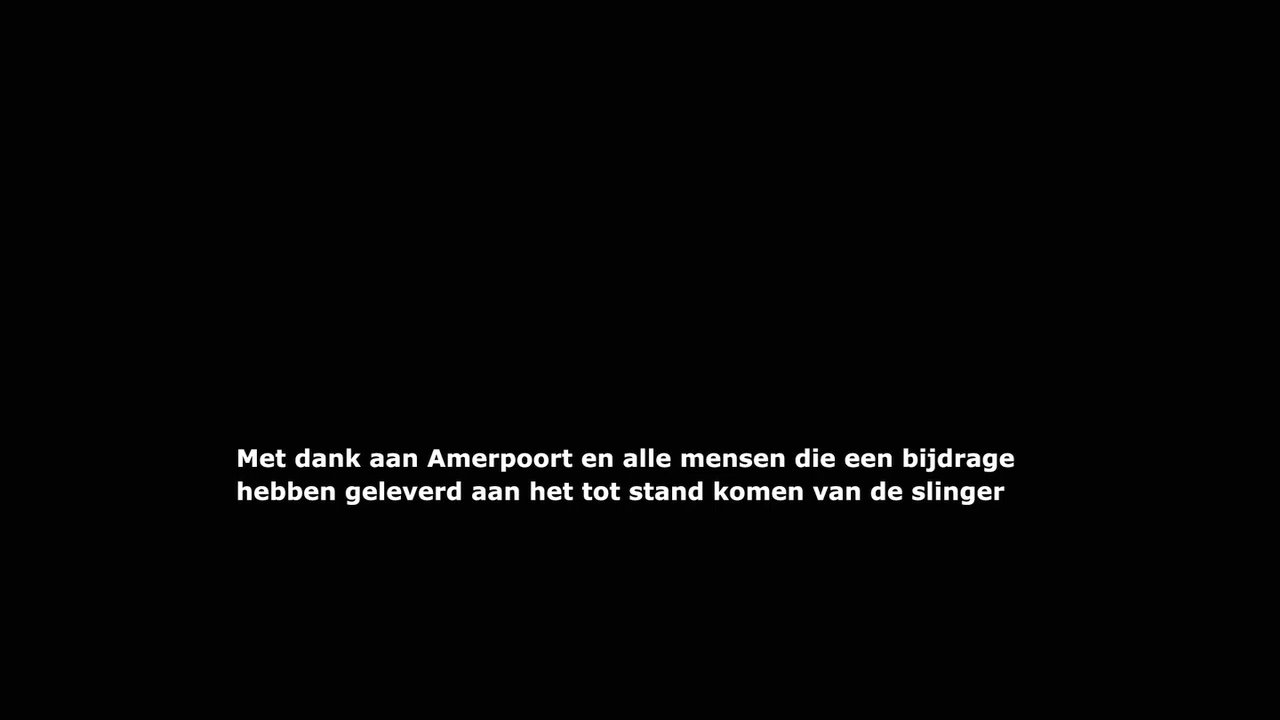 Met dank aan Amerpoort en alle mensen die een bijdrage
hebben geleverd aan het tot stand komen van de slinger